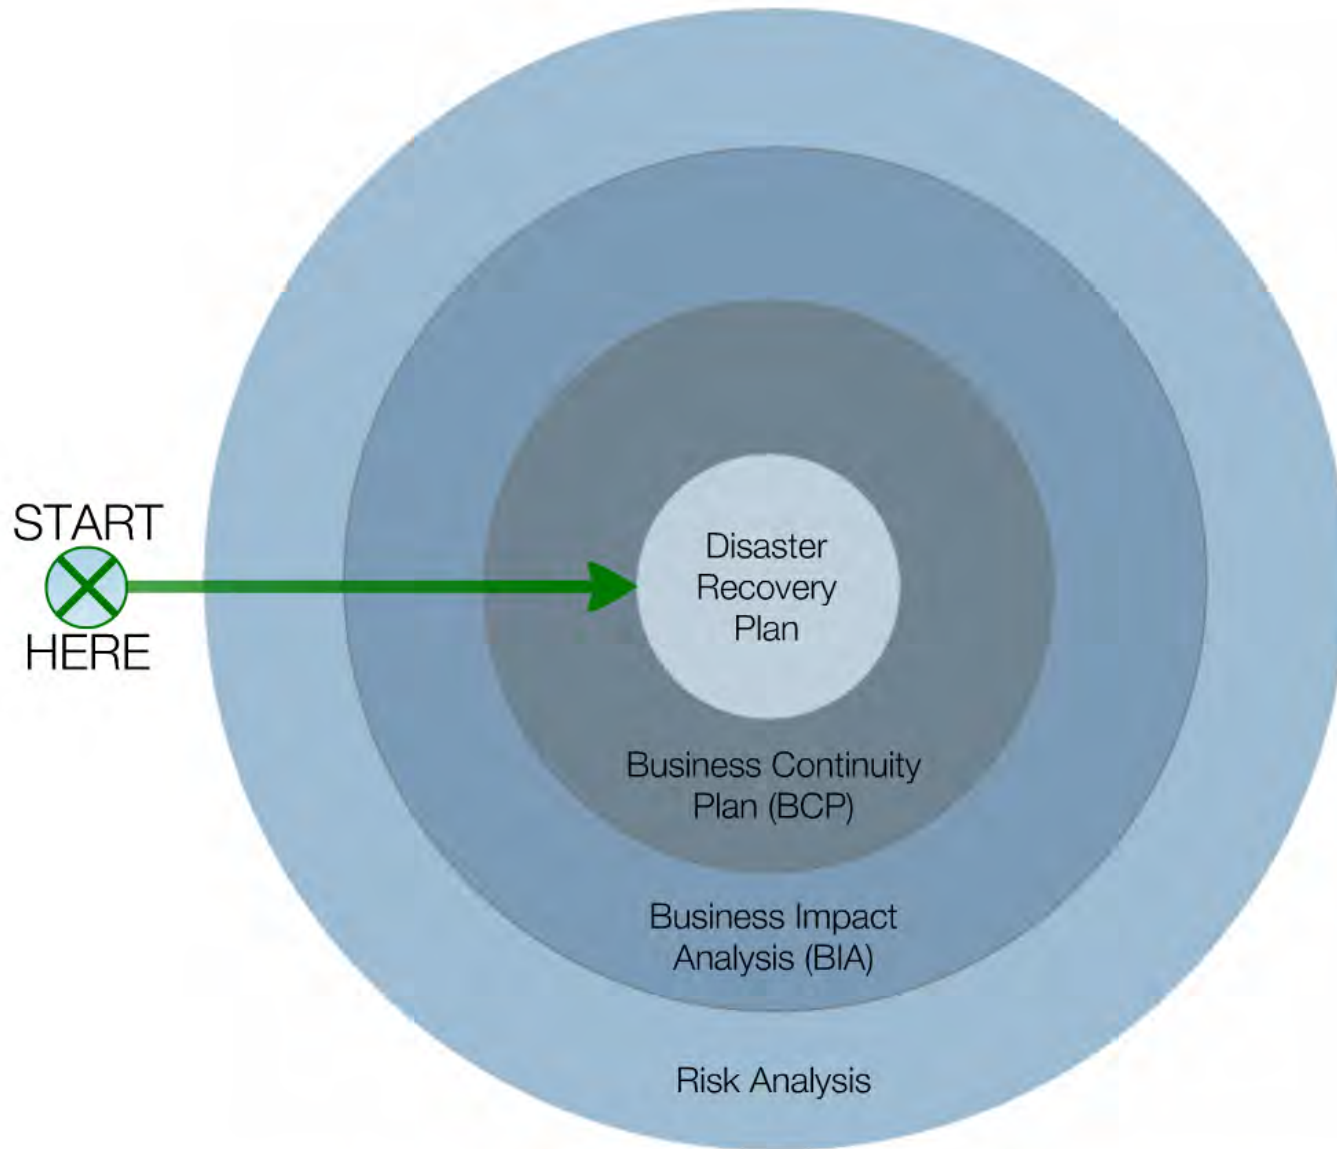 START
HERE
Disaster
Recovery
Plan
Business Continuity
Plan (BCP)
Business Impact
Analysis (BIA)
Risk Analysis